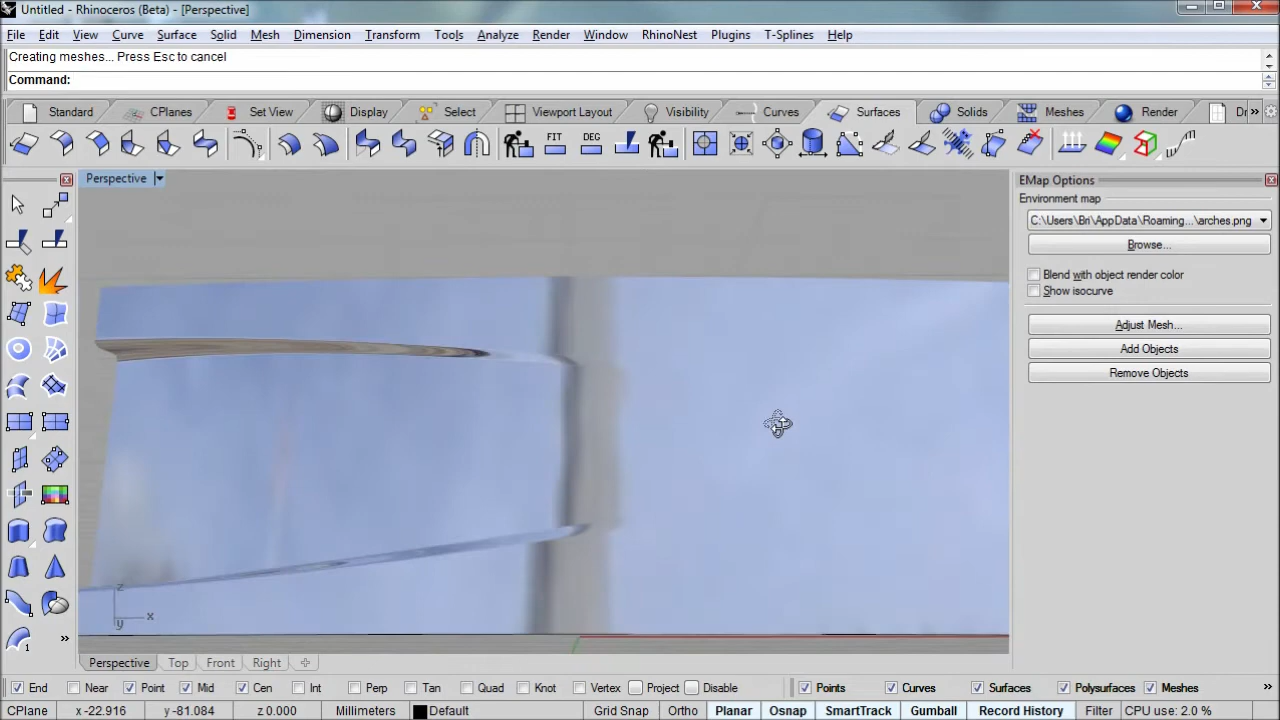 Untitled - Rhinoceros (Beta) - [Perspective]
File Edit View Curve Surface Solid Mesh Dimension Transform Tools Analyze Render Window RhinoNest Plugins T-Splines Help
Creating meshes... Press Esc to cancel
Command:
Standard CPlanes Set View Display Select Viewport Layout Visibility Curves Surfaces Solids Meshes Render Dr
FIT DEG
Perspective
EMap Options
Environment map
C:\Users\Bri\AppData\Roaming...\arches.png
Browse...
Blend with object render color
Show isocurve
Adjust Mesh...
Add Objects
Remove Objects
z
x
y
1
Perspective Top Front Right
End Near Point Mid Cen Int Perp Tan Quad Knot Vertex Project Disable Points Curves Surfaces Polysurfaces Meshes
CPlane x -22.916 y -81.084 z 0.000 Millimeters Default Grid Snap Ortho Planar Osnap SmartTrack Gumball Record History Filter CPU use: 2.0 %